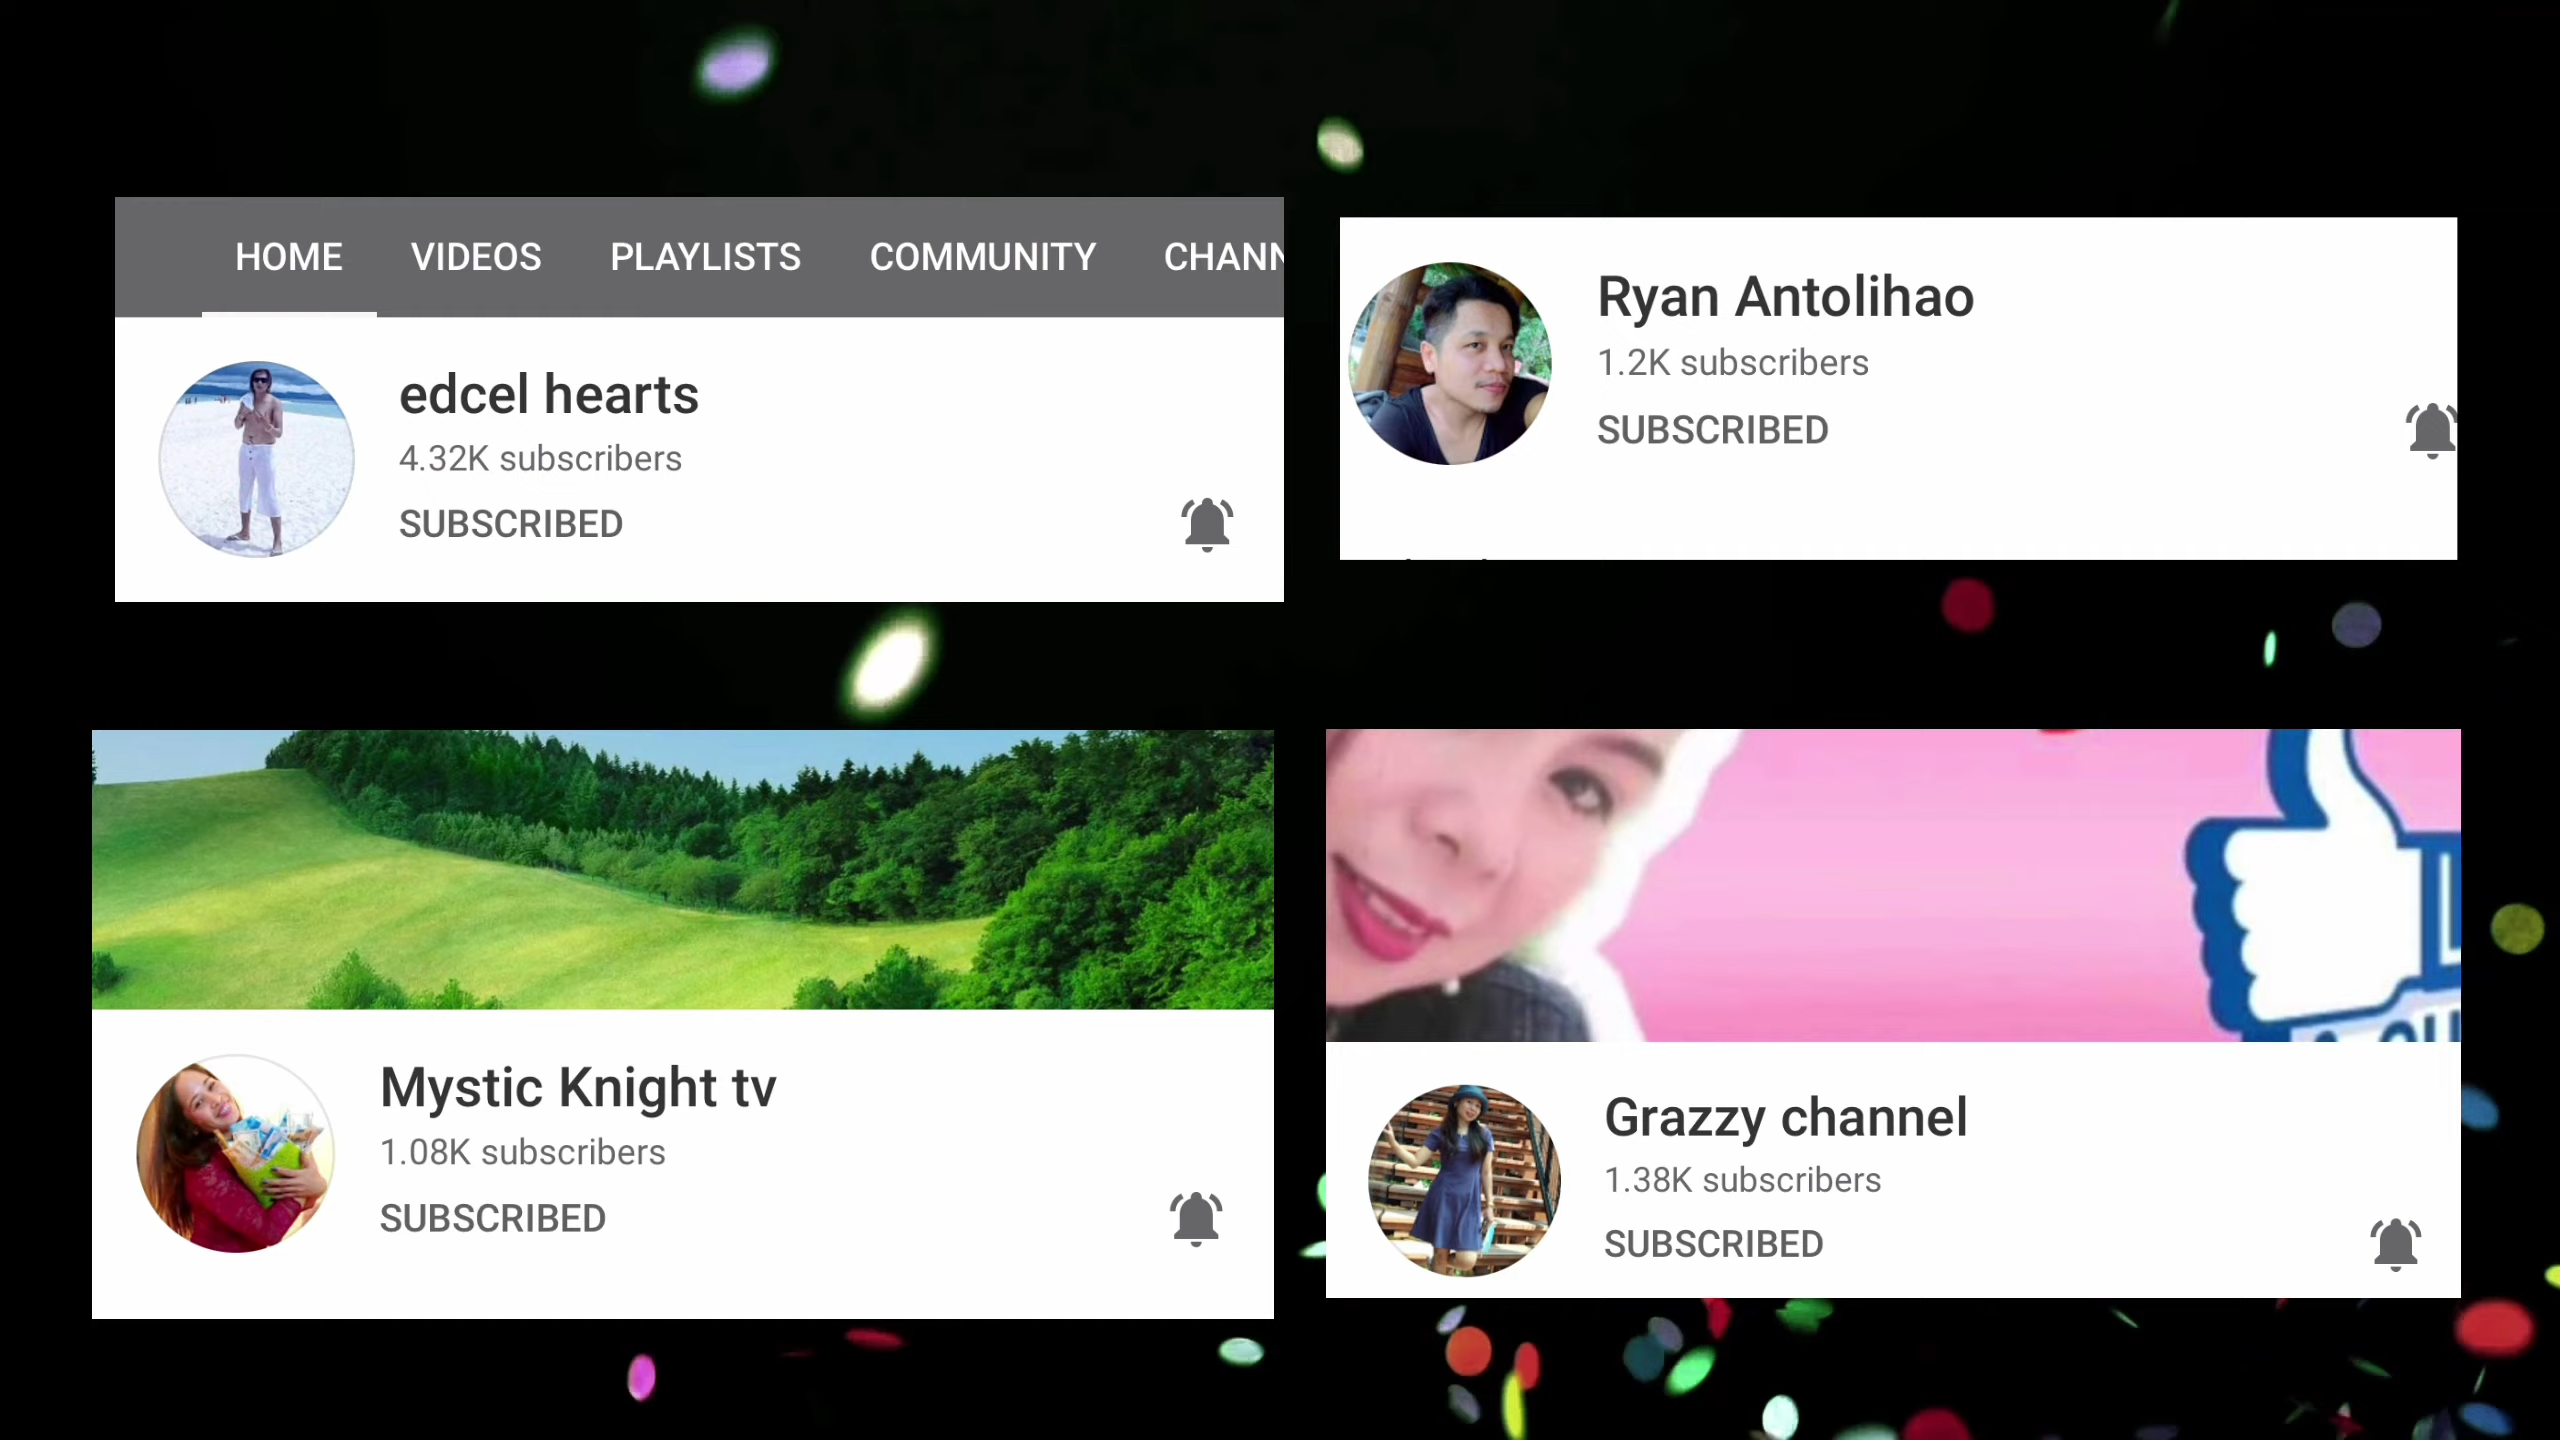 HOME VIDEOS PLAYLISTS COMMUNITY CHANN
edcel hearts
4.32K subscribers
SUBSCRIBED
Ryan Antolihao
1.2K subscribers
SUBSCRIBED
Mystic Knight tv
1.08K subscribers
SUBSCRIBED
Grazzy channel
1.38K subscribers
SUBSCRIBED